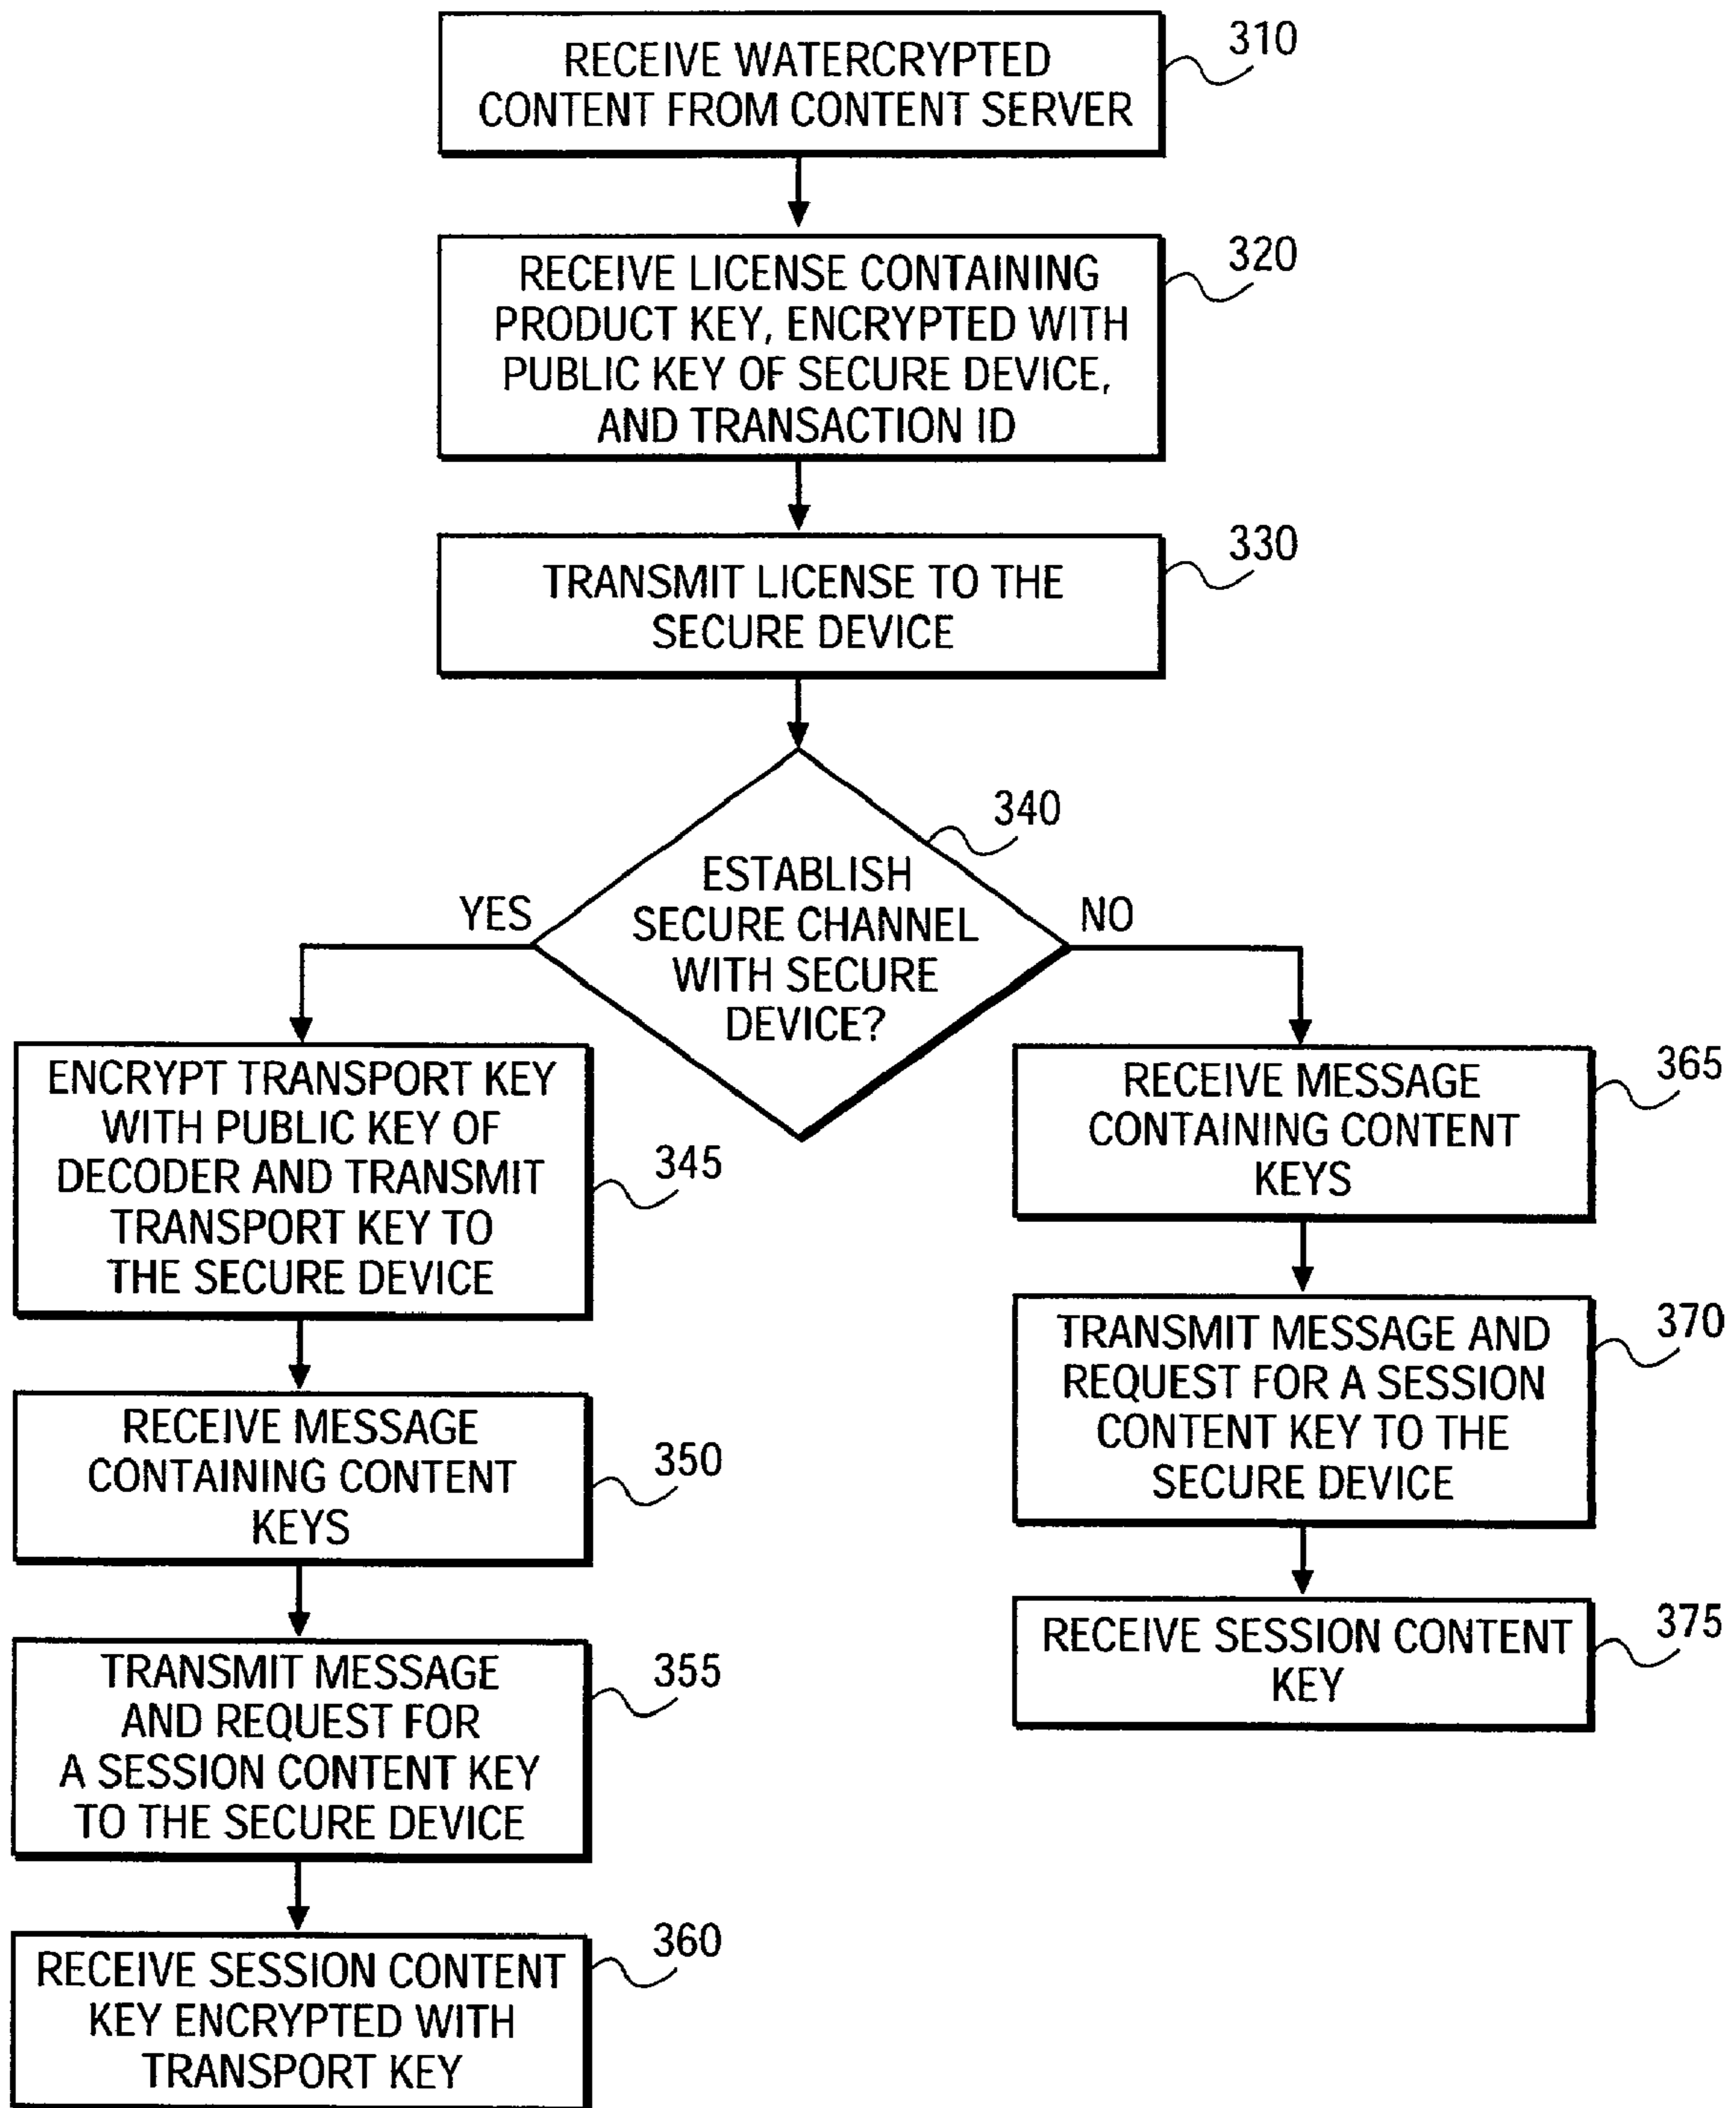 RECEIVE WATERCRYPTED
CONTENT FROM CONTENT SERVER
310
RECEIVE LICENSE CONTAINING
PRODUCT KEY, ENCRYPTED WITH
PUBLIC KEY OF SECURE DEVICE,
AND TRANSACTION ID
320
TRANSMIT LICENSE TO THE
SECURE DEVICE
330
ESTABLISH
SECURE CHANNEL
WITH SECURE
DEVICE?
340
YES
NO
ENCRYPT TRANSPORT KEY
WITH PUBLIC KEY OF
DECODER AND TRANSMIT
TRANSPORT KEY TO
THE SECURE DEVICE
345
RECEIVE MESSAGE
CONTAINING CONTENT
KEYS
350
TRANSMIT MESSAGE
AND REQUEST FOR
A SESSION CONTENT KEY
TO THE SECURE DEVICE
355
RECEIVE SESSION CONTENT
KEY ENCRYPTED WITH
TRANSPORT KEY
360
RECEIVE MESSAGE
CONTAINING CONTENT
KEYS
365
TRANSMIT MESSAGE AND
REQUEST FOR A SESSION
CONTENT KEY TO THE
SECURE DEVICE
370
RECEIVE SESSION CONTENT
KEY
375